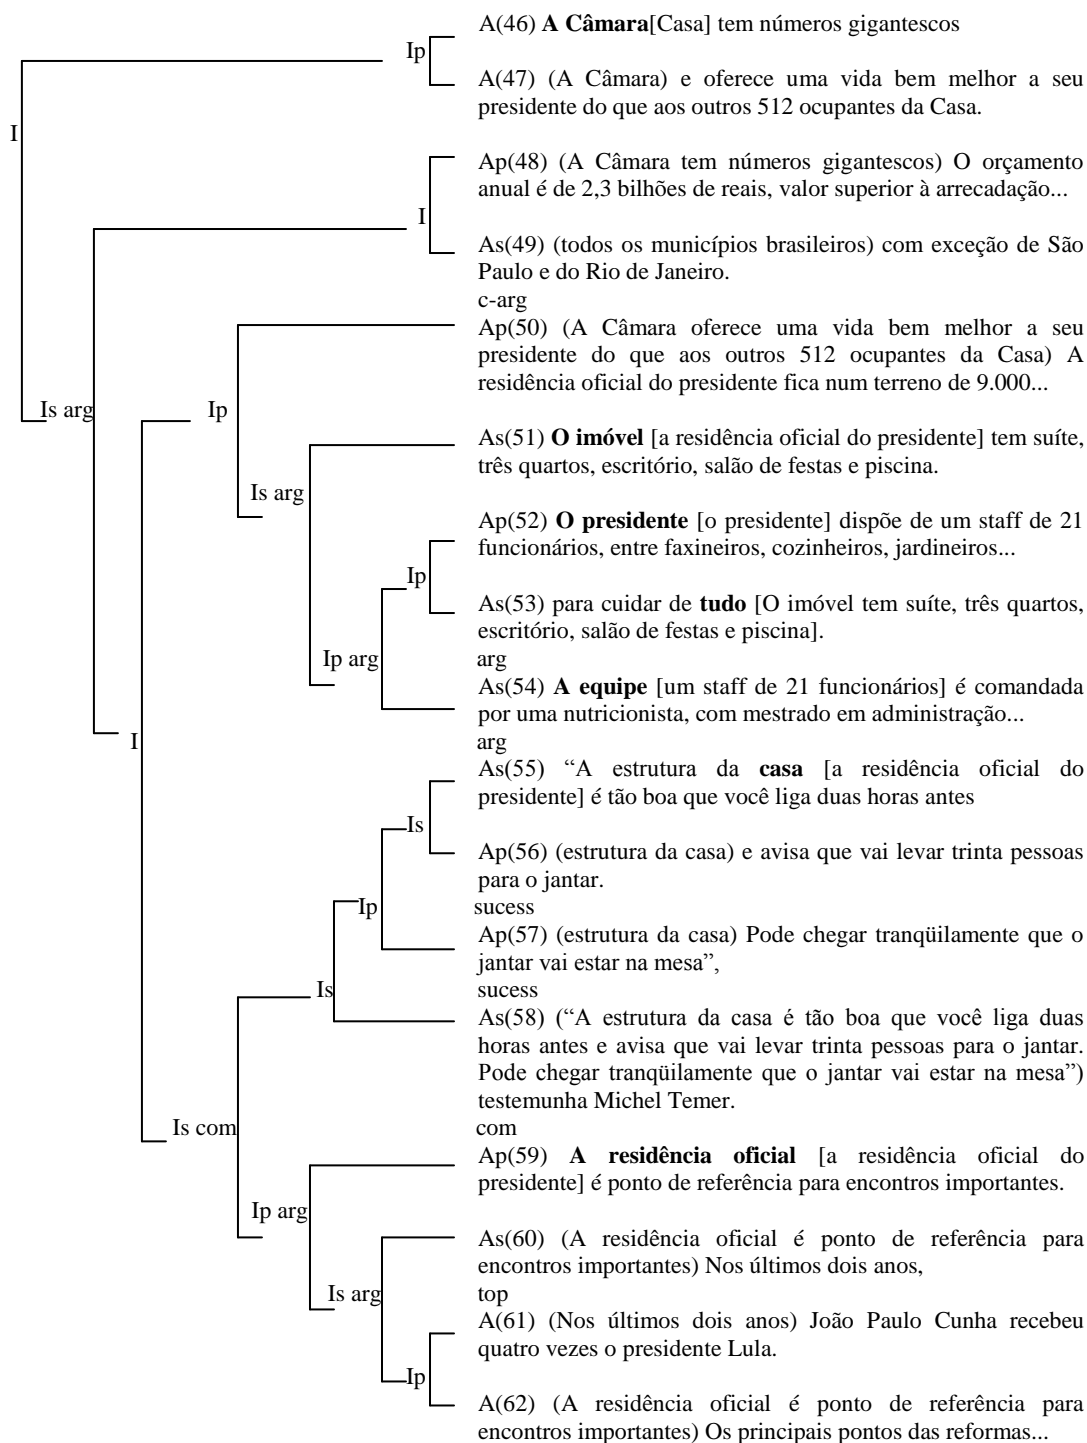 A(46) A Câmara[Casa] tem números gigantescos
Ip
A(47) (A Câmara) e oferece uma vida bem melhor a seu
presidente do que aos outros 512 ocupantes da Casa.
I
Ap(48) (A Câmara tem números gigantescos) O orçamento
anual é de 2,3 bilhões de reais, valor superior à arrecadação...
I
As(49) (todos os municípios brasileiros) com exceção de São
Paulo e do Rio de Janeiro.
c-arg
Ap(50) (A Câmara oferece uma vida bem melhor a seu
presidente do que aos outros 512 ocupantes da Casa) A
residência oficial do presidente fica num terreno de 9.000...
Is arg
Ip
As(51) O imóvel [a residência oficial do presidente] tem suíte,
três quartos, escritório, salão de festas e piscina.
Is arg
Ap(52) O presidente [o presidente] dispõe de um staff de 21
funcionários, entre faxineiros, cozinheiros, jardineiros...
Ip
As(53) para cuidar de tudo [O imóvel tem suíte, três quartos,
escritório, salão de festas e piscina].
Ip arg
arg
As(54) A equipe [um staff de 21 funcionários] é comandada
por uma nutricionista, com mestrado em administração...
I
arg
As(55) “A estrutura da casa [a residência oficial do
presidente] é tão boa que você liga duas horas antes
Is
Ap(56) (estrutura da casa) e avisa que vai levar trinta pessoas
para o jantar.
Ip
sucess
Ap(57) (estrutura da casa) Pode chegar tranqüilamente que o
jantar vai estar na mesa”,
Is
sucess
As(58) (“A estrutura da casa é tão boa que você liga duas
horas antes e avisa que vai levar trinta pessoas para o jantar.
Pode chegar tranqüilamente que o jantar vai estar na mesa”)
testemunha Michel Temer.
Is com
com
Ap(59) A residência oficial [a residência oficial do
presidente] é ponto de referência para encontros importantes.
Ip arg
As(60) (A residência oficial é ponto de referência para
encontros importantes) Nos últimos dois anos,
Is arg
top
A(61) (Nos últimos dois anos) João Paulo Cunha recebeu
quatro vezes o presidente Lula.
Ip
A(62) (A residência oficial é ponto de referência para
encontros importantes) Os principais pontos das reformas...